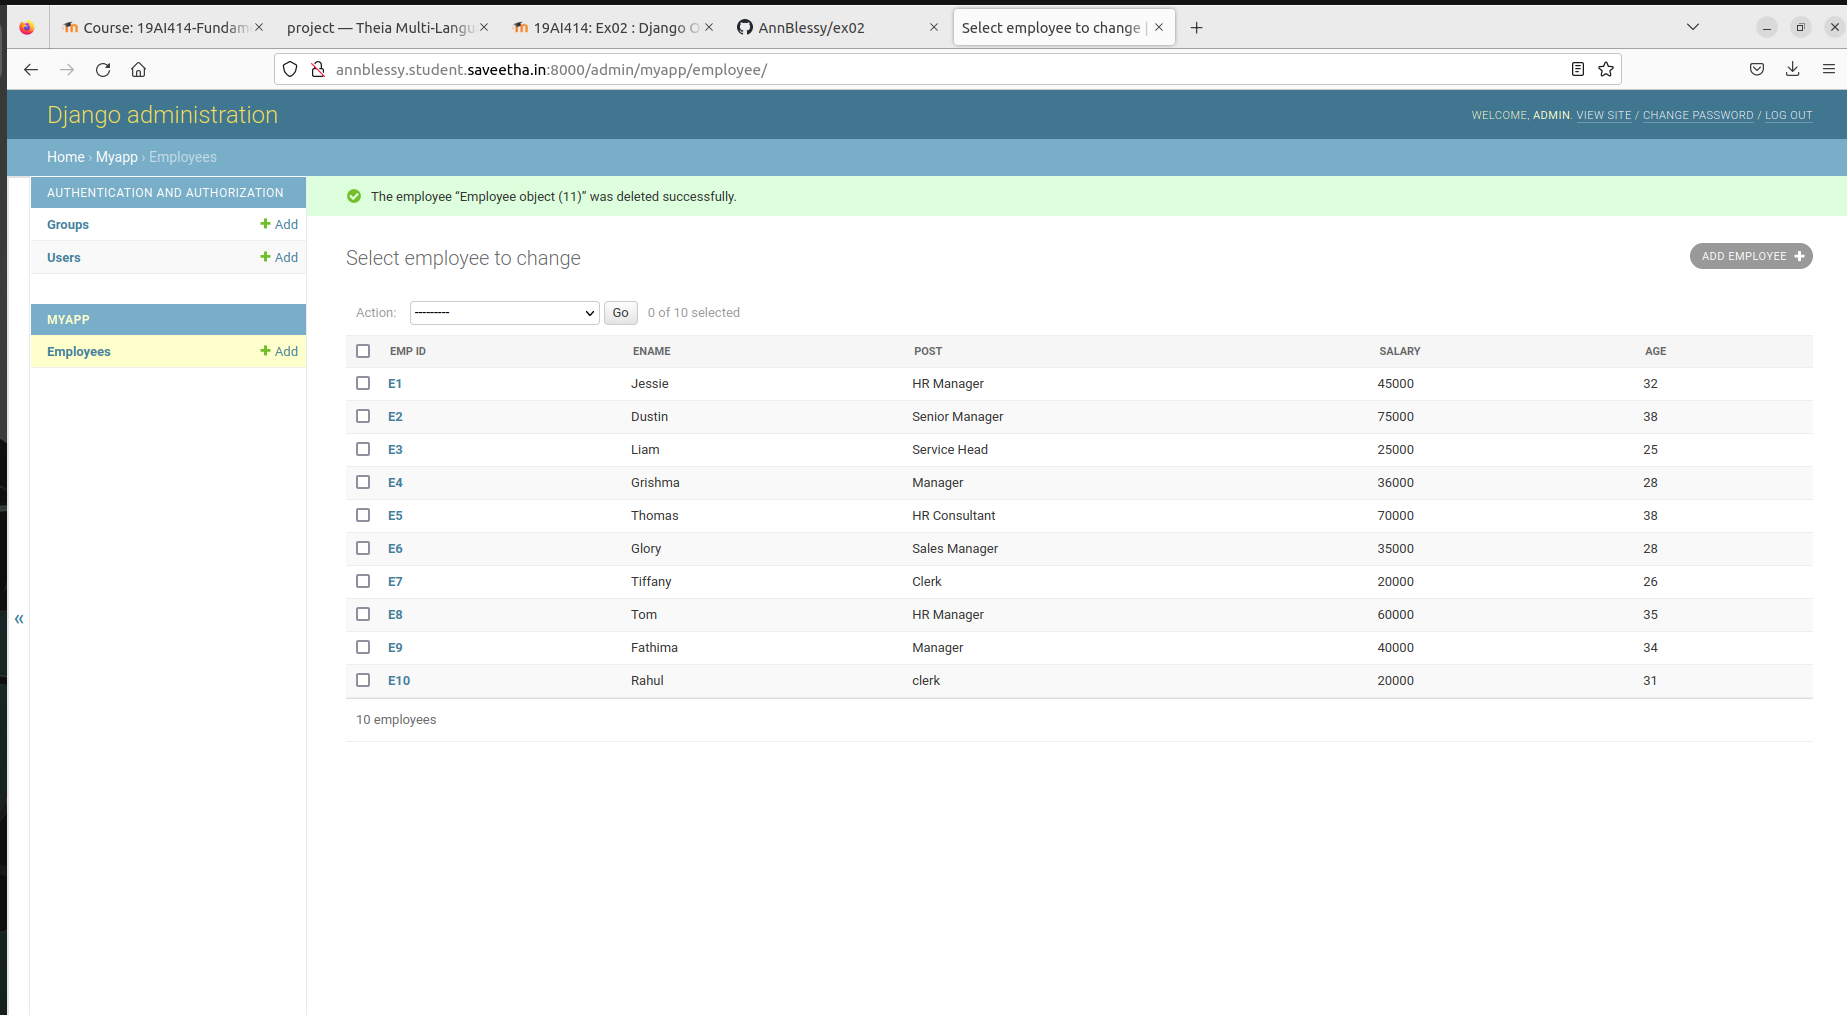 Course: 19AI414-Fundam
project — Theia Multi-Langu
19AI414: Ex02 : Django O
AnnBlessy/ex02
Select employee to change |
annblessy.student.saveetha.in:8000/admin/myapp/employee/
Django administration
WELCOME, ADMIN. VIEW SITE / CHANGE PASSWORD / LOG OUT
Home › Myapp › Employees
AUTHENTICATION AND AUTHORIZATION
Groups + Add
Users + Add
MYAPP
Employees + Add
«
The employee “Employee object (11)” was deleted successfully.
Select employee to change
ADD EMPLOYEE +
Action: --------- Go 0 of 10 selected
EMP ID ENAME POST SALARY AGE
E1 Jessie HR Manager 45000 32
E2 Dustin Senior Manager 75000 38
E3 Liam Service Head 25000 25
E4 Grishma Manager 36000 28
E5 Thomas HR Consultant 70000 38
E6 Glory Sales Manager 35000 28
E7 Tiffany Clerk 20000 26
E8 Tom HR Manager 60000 35
E9 Fathima Manager 40000 34
E10 Rahul clerk 20000 31
10 employees